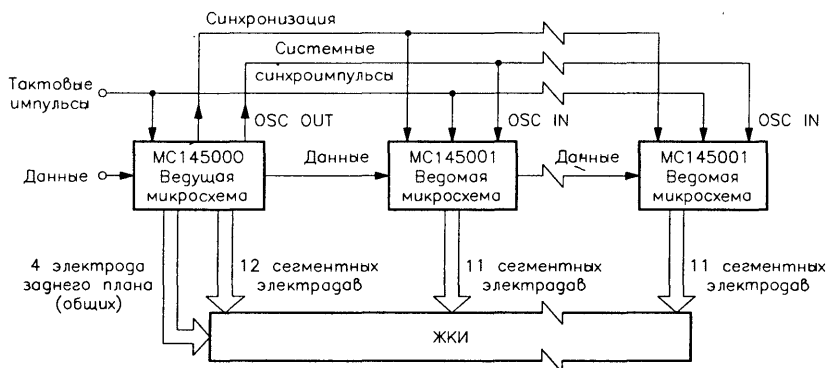 Синхронизация
Системные
синхроимпульсы
Тактовые
импульсы
OSC OUT
OSC IN
OSC IN
Данные
MC145000
Ведущая
микросхема
Данные
MC145001
Ведомая
микросхема
Данные
MC145001
Ведомая
микросхема
4 электрода
заднего плана
(общих)
12 сегментных
электрадав
11 сегментных
электрадав
11 сегментных
электродов
ЖКИ